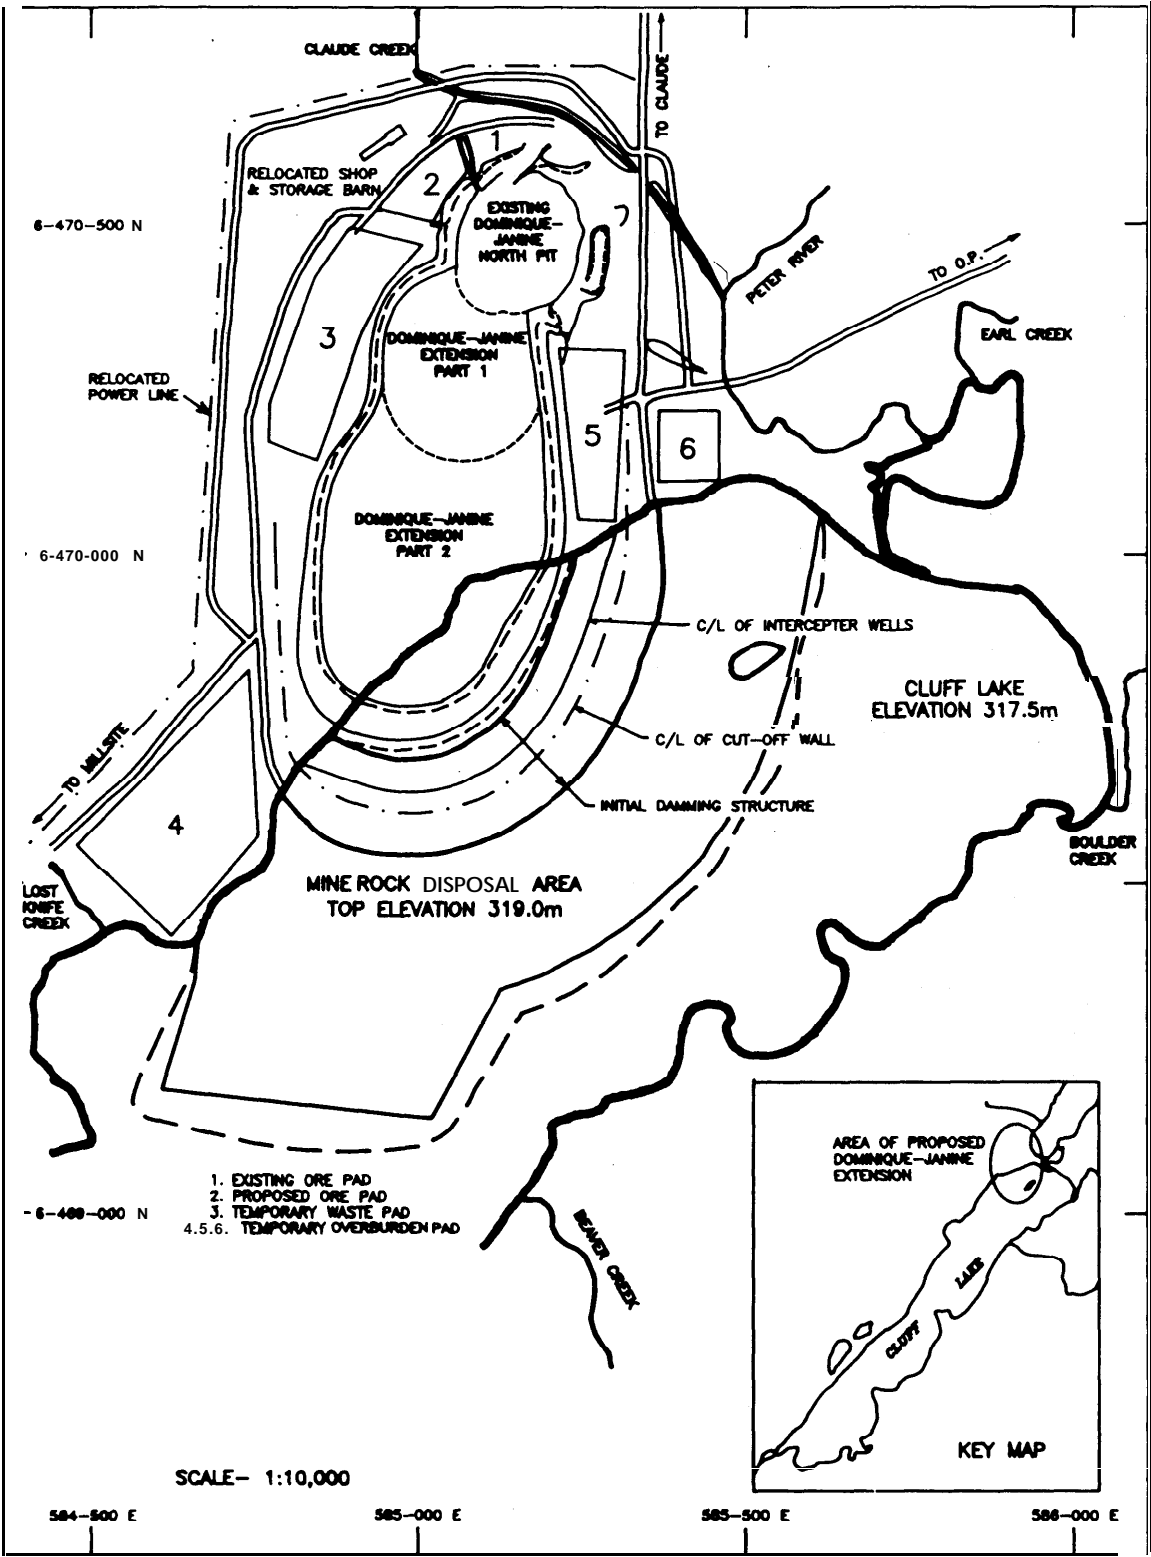 CLAUDE CREEK
TO CLAUDE
1
RELOCATED SHOP
& STORAGE BARN
2
EXISTING
DOMINIQUE-
JANINE
NORTH PIT
6-470-500 N
PETER RIVER
TO O.P.
EARL CREEK
3
DOMINIQUE-JANINE
EXTENSION
PART 1
RELOCATED
POWER LINE
5
6
DOMINIQUE-JANINE
EXTENSION
PART 2
6-470-000 N
C/L OF INTERCEPTER WELLS
CLUFF LAKE
ELEVATION 317.5m
C/L OF CUT-OFF WALL
TO MILLSITE
INITIAL DAMMING STRUCTURE
4
BOULDER
CREEK
LOST
KNIFE
CREEK
MINE ROCK DISPOSAL AREA
TOP ELEVATION 319.0m
AREA OF PROPOSED
DOMINIQUE-JANINE
EXTENSION
1. EXISTING ORE PAD
2. PROPOSED ORE PAD
3. TEMPORARY WASTE PAD
4.5.6. TEMPORARY OVERBURDEN PAD
6-469-000 N
BEAVER CREEK
CLUFF LAKE
KEY MAP
SCALE- 1:10,000
584-500 E
585-000 E
585-500 E
586-000 E